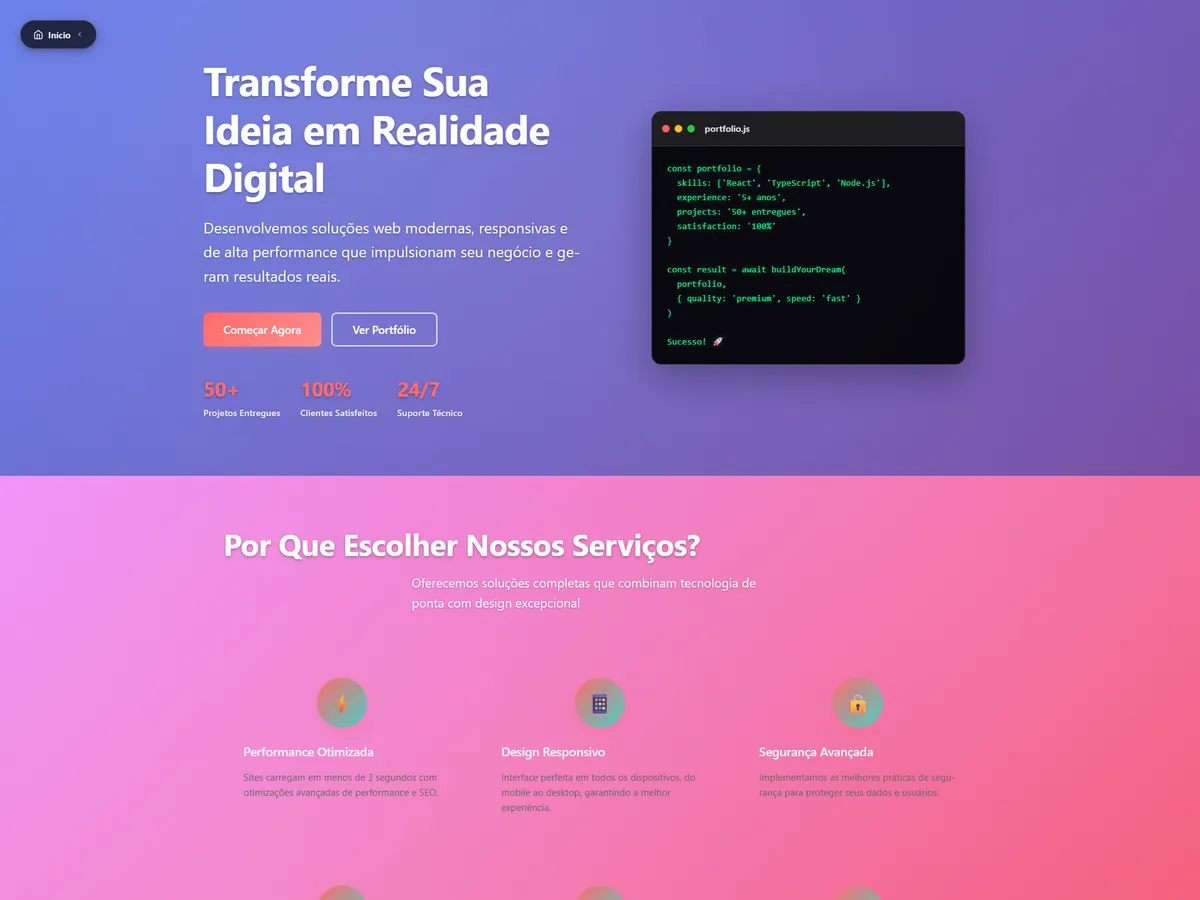 Início
Transforme Sua
Ideia em Realidade
Digital
Desenvolvemos soluções web modernas, responsivas e
de alta performance que impulsionam seu negócio e ge-
ram resultados reais.
Começar Agora
Ver Portfólio
50+
Projetos Entregues
100%
Clientes Satisfeitos
24/7
Suporte Técnico
portfolio.js
const portfolio = {
  skills: ['React', 'TypeScript', 'Node.js'],
  experience: '5+ anos',
  projects: '50+ entregues',
  satisfaction: '100%'
}
const result = await buildYourDream(
  portfolio,
  { quality: 'premium', speed: 'fast' }
)
Sucesso! 🚀
Por Que Escolher Nossos Serviços?
Oferecemos soluções completas que combinam tecnologia de
ponta com design excepcional
Performance Otimizada
Sites carregam em menos de 3 segundos com
otimizações avançadas de performance e SEO.
Design Responsivo
Interface perfeita em todos os dispositivos, do
mobile ao desktop, garantindo a melhor
experiência.
Segurança Avançada
Implementamos as melhores práticas de segu-
rança para proteger seus dados e usuários.